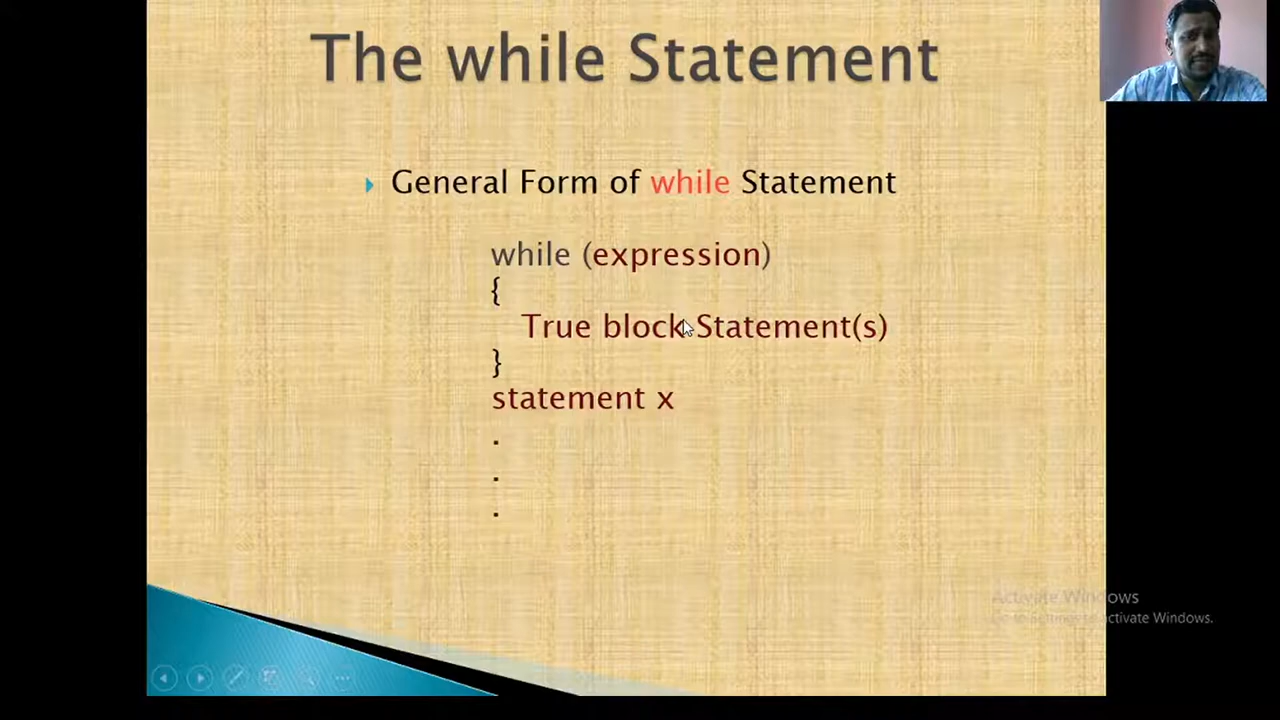 The while Statement
General Form of while Statement
while (expression)
{
True block Statement(s)
}
statement x
.
.
.
Activate Windows
Go to Settings to activate Windows.